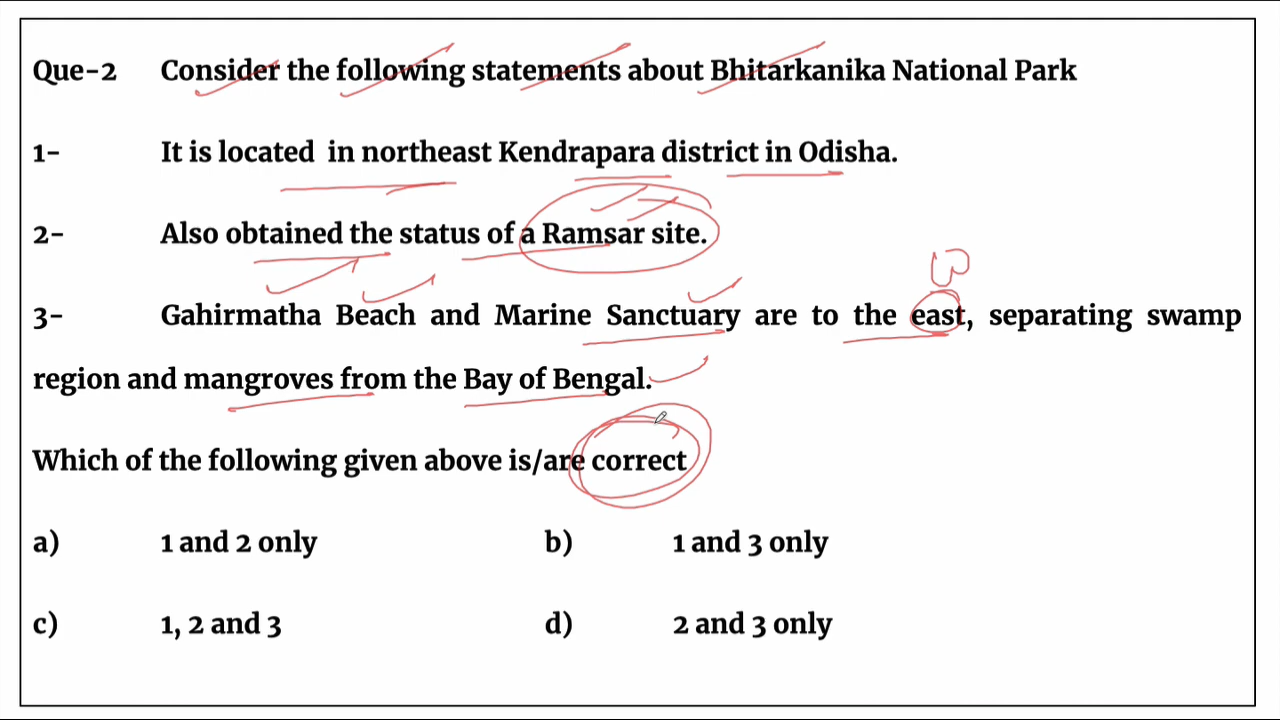 Que-2 Consider the following statements about Bhitarkanika National Park
1- It is located in northeast Kendrapara district in Odisha.
2- Also obtained the status of a Ramsar site.
3- Gahirmatha Beach and Marine Sanctuary are to the east, separating swamp
region and mangroves from the Bay of Bengal.
Which of the following given above is/are correct
a) 1 and 2 only b) 1 and 3 only
c) 1, 2 and 3 d) 2 and 3 only